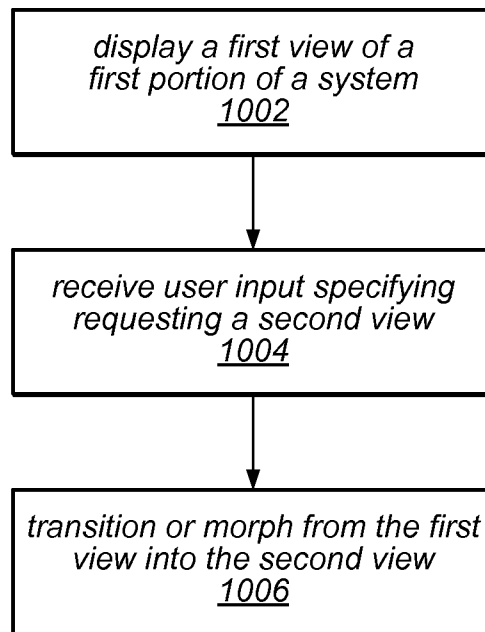 display a first view of a
first portion of a system
1002
receive user input specifying
requesting a second view
1004
transition or morph from the first
view into the second view
1006